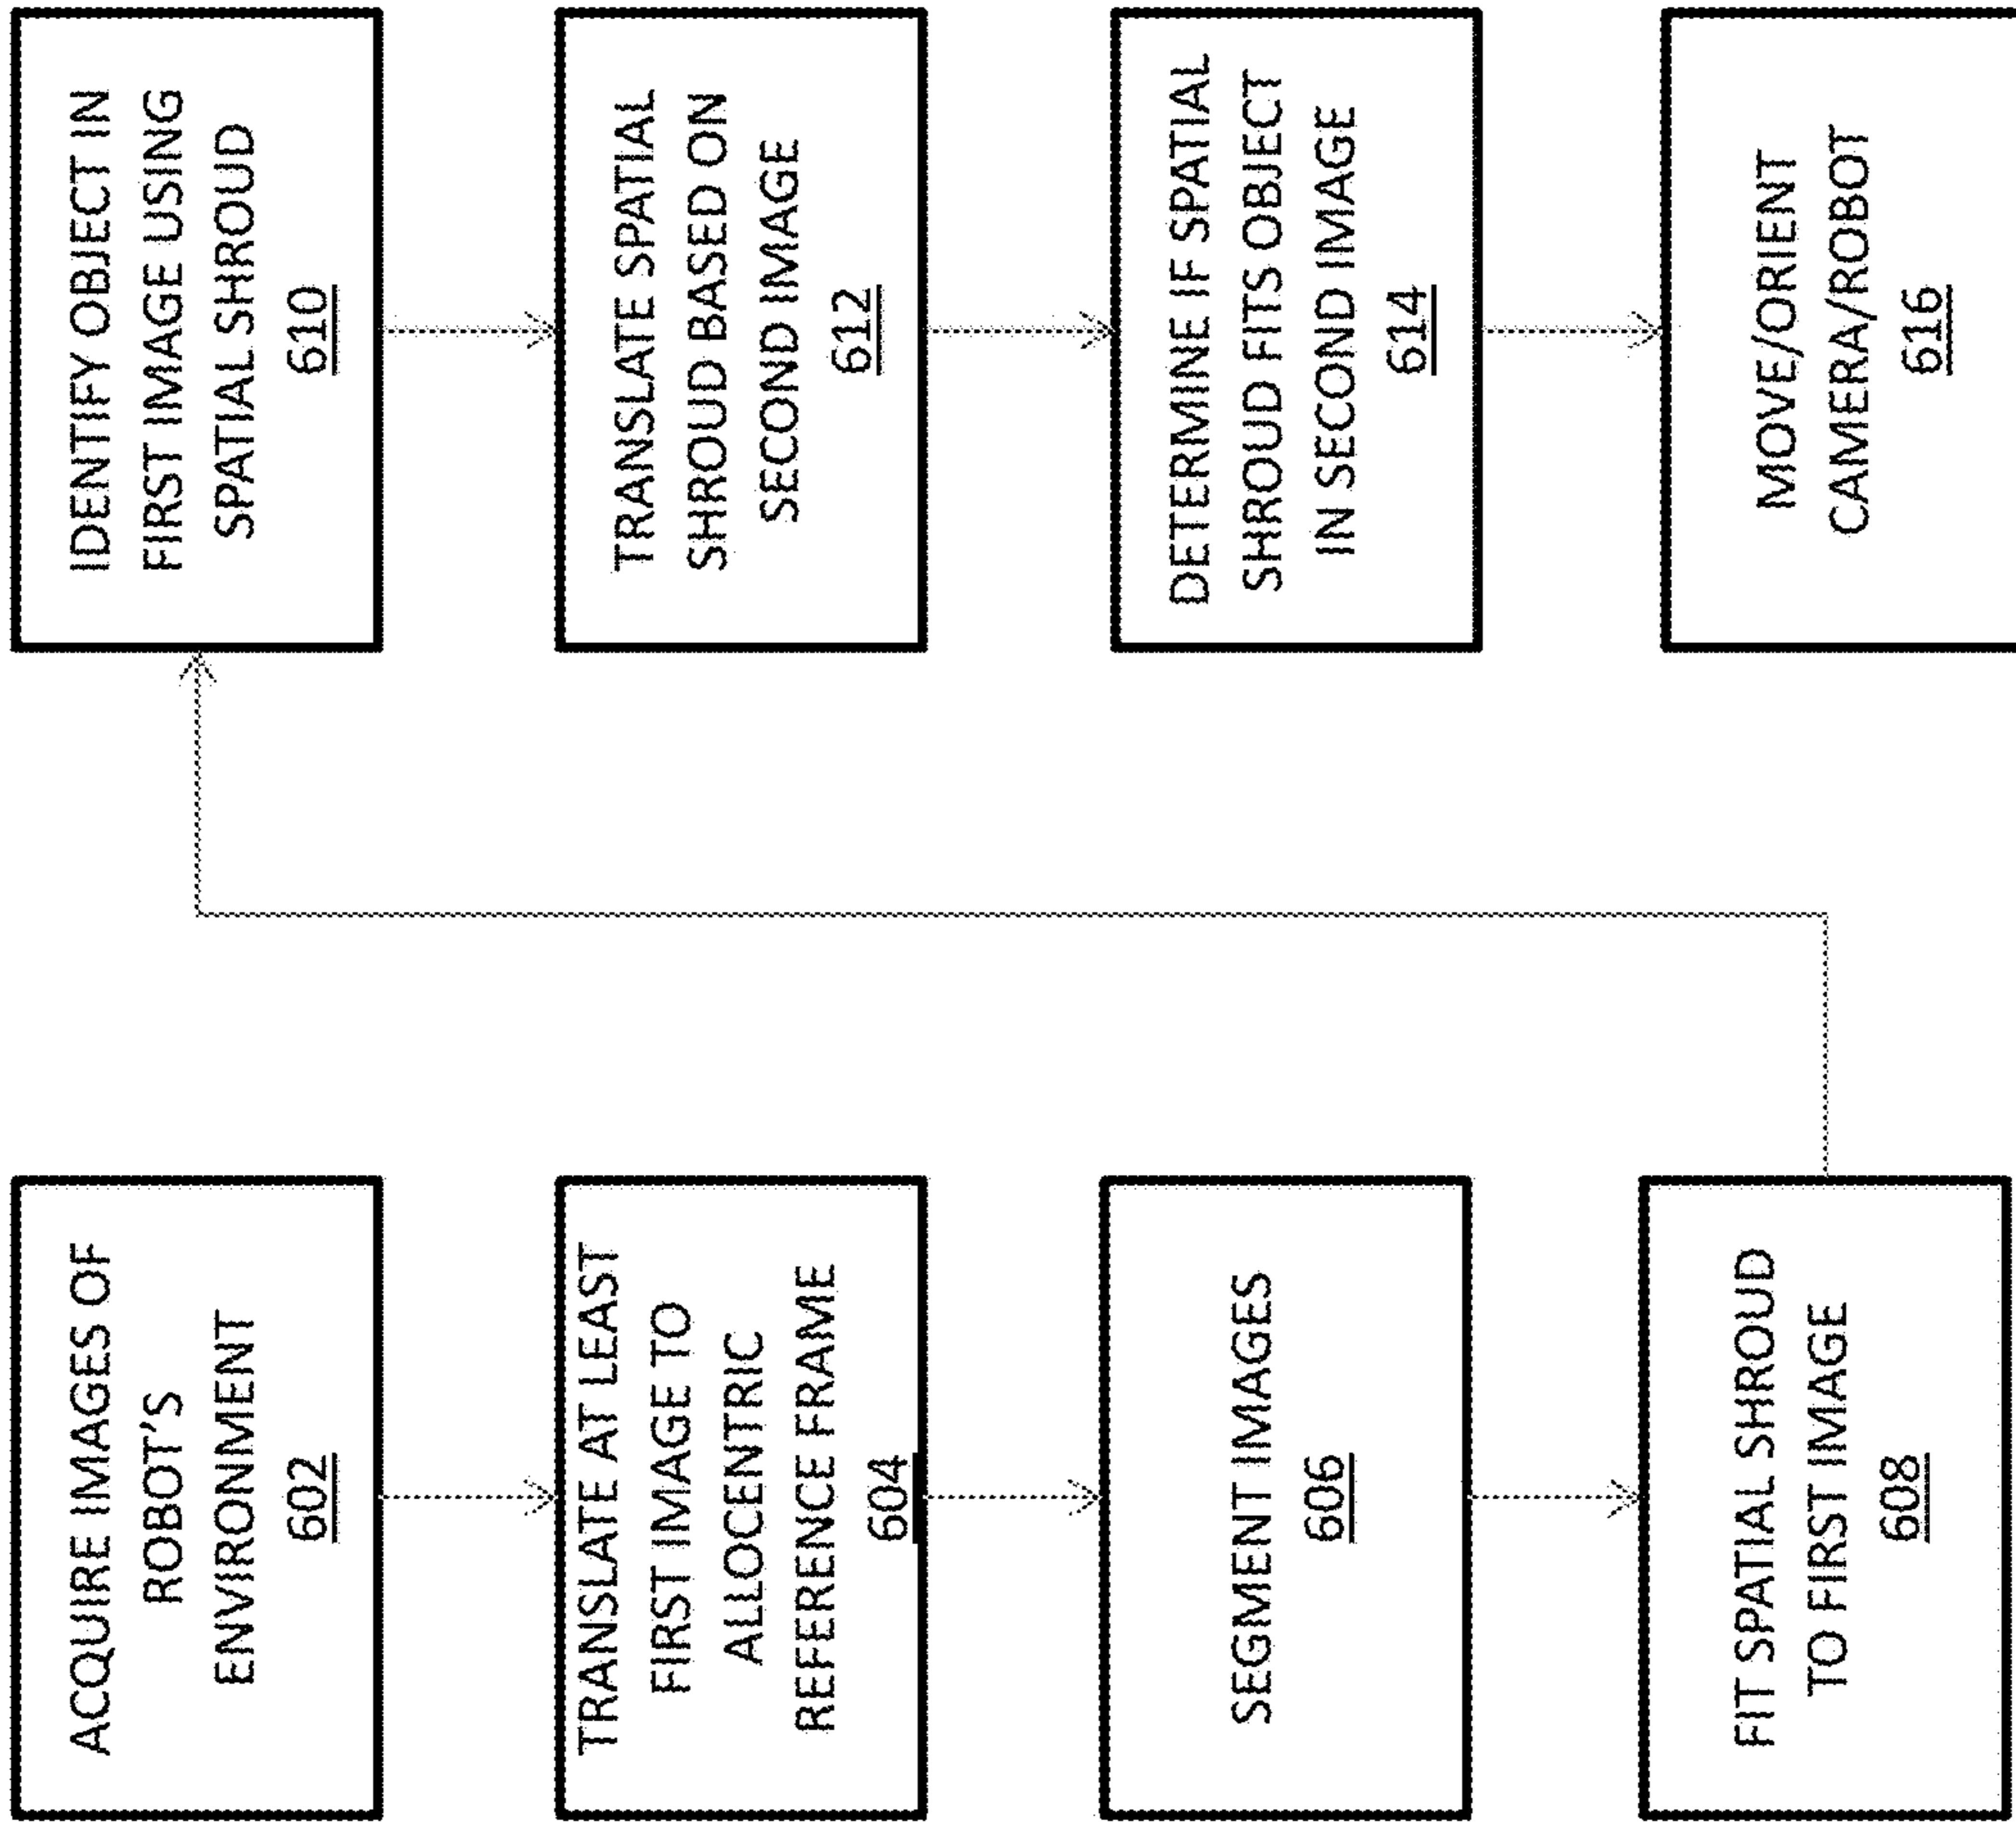 ACQUIRE IMAGES OF
ROBOT'S
ENVIRONMENT
602
TRANSLATE AT LEAST
FIRST IMAGE TO
ALLOCENTRIC
REFERENCE FRAME
604
SEGMENT IMAGES
606
FIT SPATIAL SHROUD
TO FIRST IMAGE
608
IDENTIFY OBJECT IN
FIRST IMAGE USING
SPATIAL SHROUD
610
TRANSLATE SPATIAL
SHROUD BASED ON
SECOND IMAGE
612
DETERMINE IF SPATIAL
SHROUD FITS OBJECT
IN SECOND IMAGE
614
MOVE/ORIENT
CAMERA/ROBOT
616